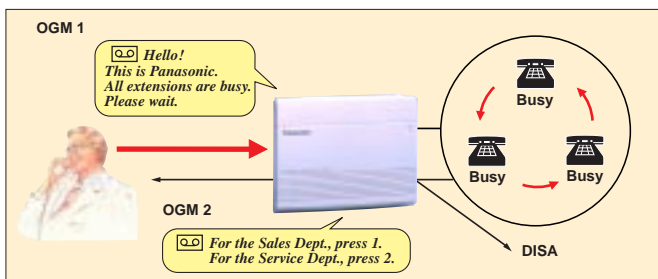 OGM 1
Hello!
This is Panasonic.
All extensions are busy.
Please wait.
Busy
Busy
Busy
OGM 2
For the Sales Dept., press 1.
For the Service Dept., press 2.
DISA